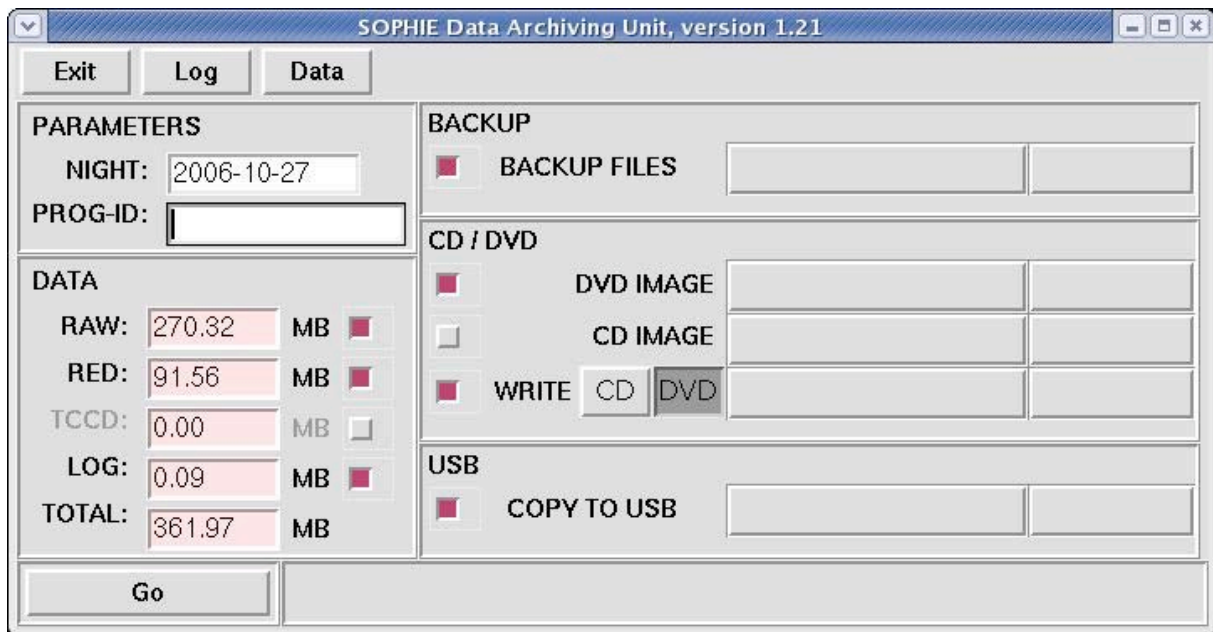 SOPHIE Data Archiving Unit, version 1.21
Exit Log Data
PARAMETERS
NIGHT: 2006-10-27
PROG-ID:
DATA
RAW: 270.32 MB
RED: 91.56 MB
TCCD: 0.00 MB
LOG: 0.09 MB
TOTAL: 361.97 MB
BACKUP
BACKUP FILES
CD / DVD
DVD IMAGE
CD IMAGE
WRITE CD DVD
USB
COPY TO USB
Go